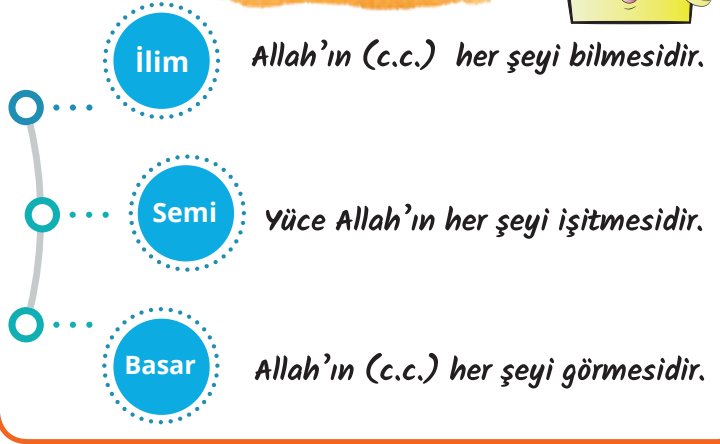 İlim
Allah’ın (c.c.) her şeyi bilmesidir.
Semi
Yüce Allah’ın her şeyi işitmesidir.
Basar
Allah’ın (c.c.) her şeyi görmesidir.